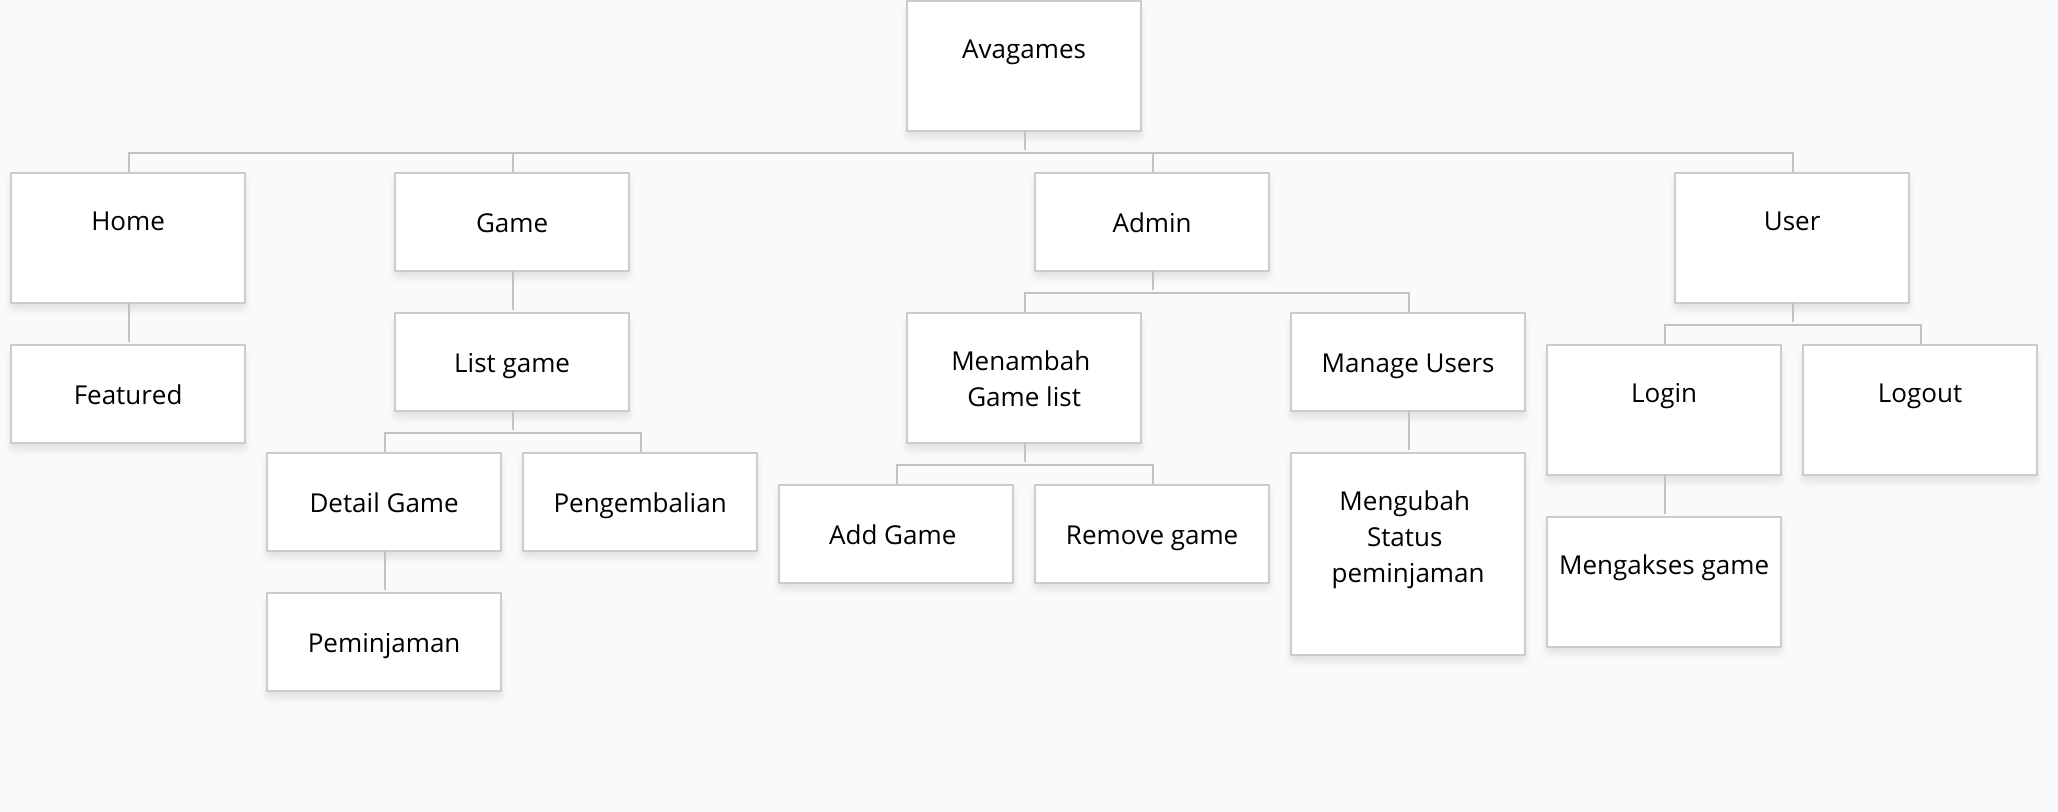 Avagames
Home
Game
Admin
User
Featured
List game
Menambah
Game list
Manage Users
Login
Logout
Detail Game
Pengembalian
Add Game
Remove game
Mengubah
Status
peminjaman
Mengakses game
Peminjaman